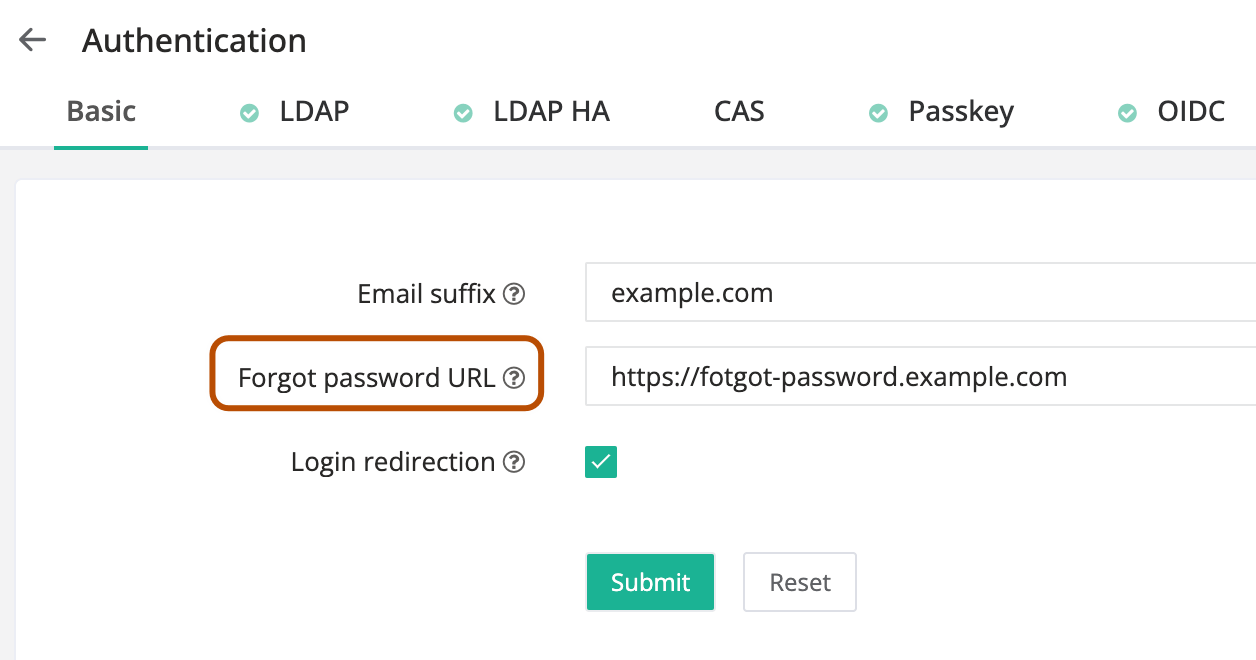 Authentication
Basic LDAP LDAP HA CAS Passkey OIDC
Email suffix example.com
Forgot password URL https://fotgot-password.example.com
Login redirection
Submit Reset